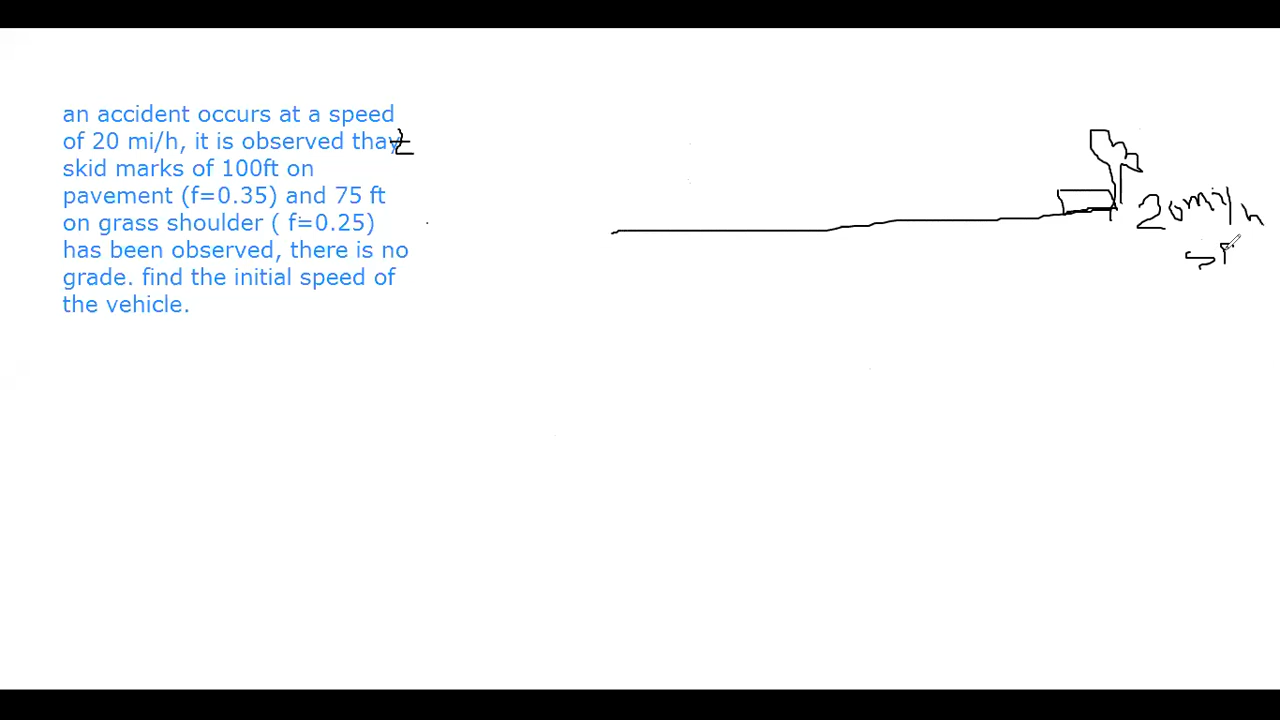 an accident occurs at a speed
of 20 mi/h, it is observed thay t
skid marks of 100ft on
pavement (f=0.35) and 75 ft
on grass shoulder ( f=0.25)
has been observed, there is no
grade. find the initial speed of
the vehicle.
20mi/h